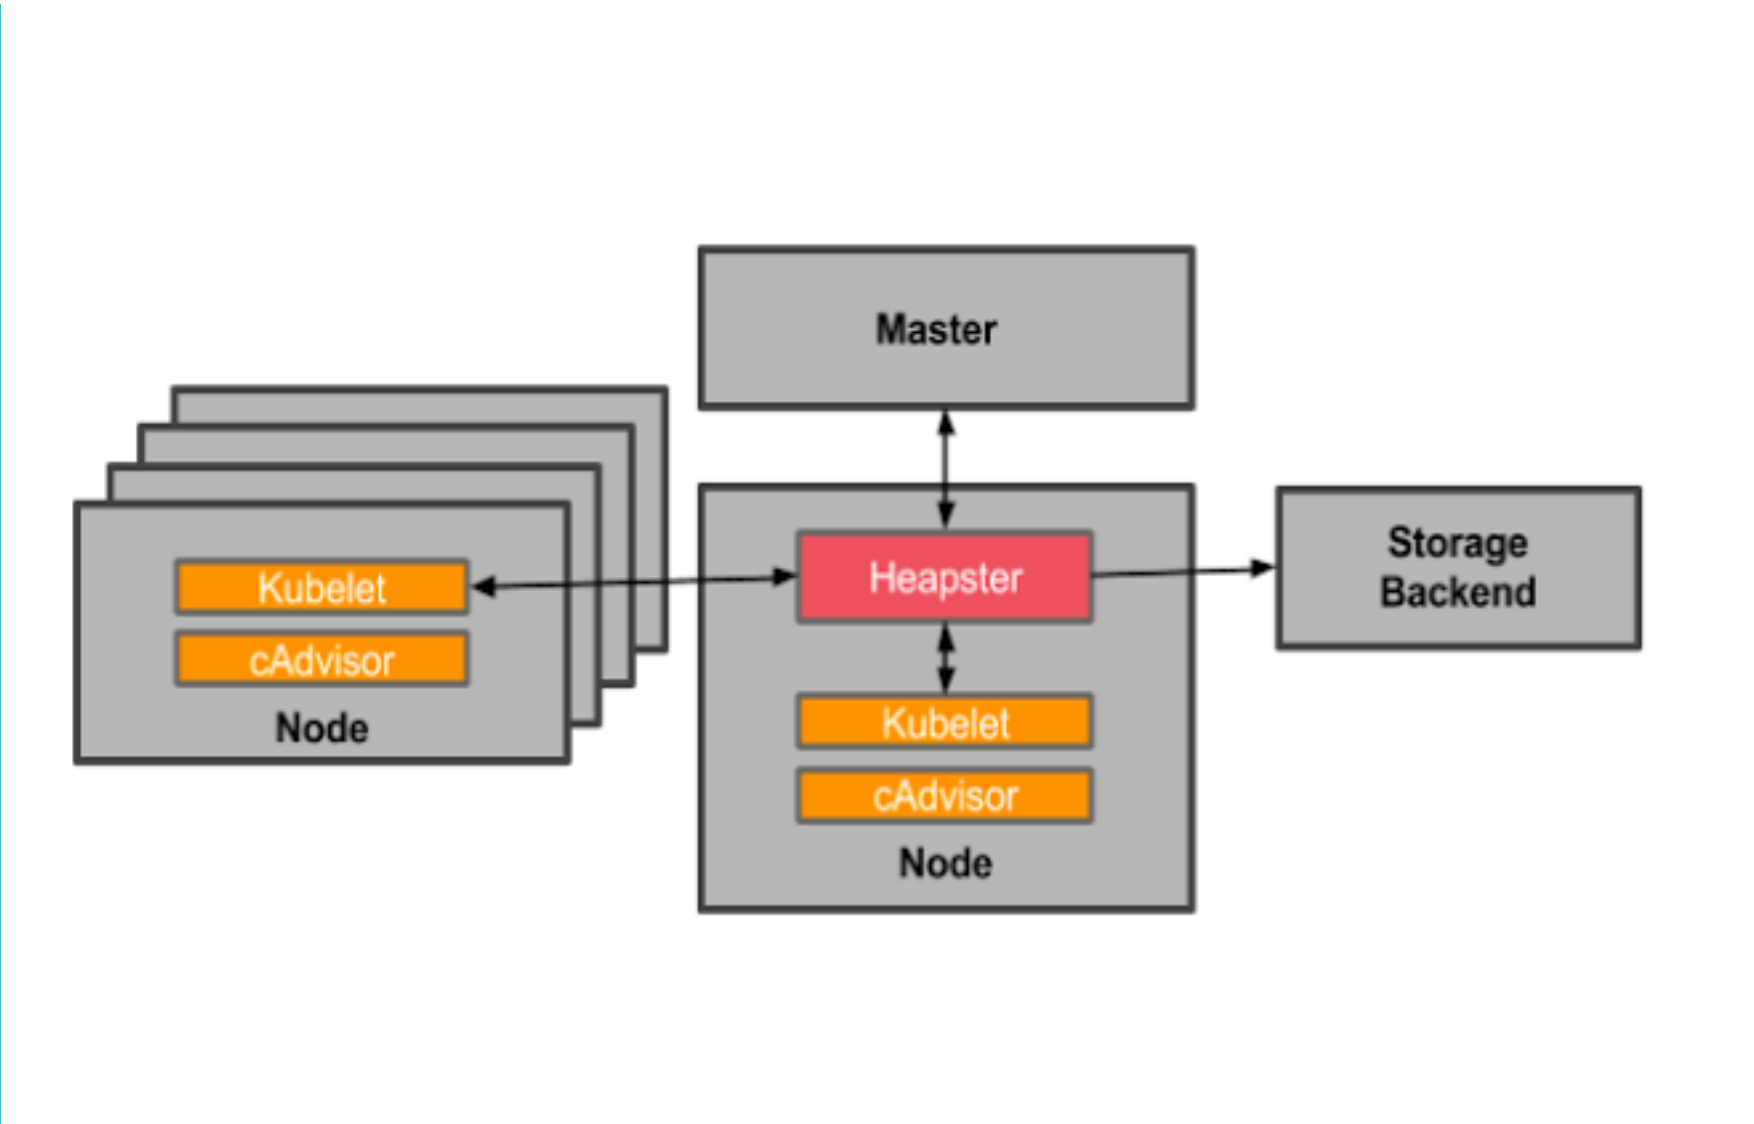 Master
Kubelet
cAdvisor
Node
Heapster
Kubelet
cAdvisor
Node
Storage
Backend